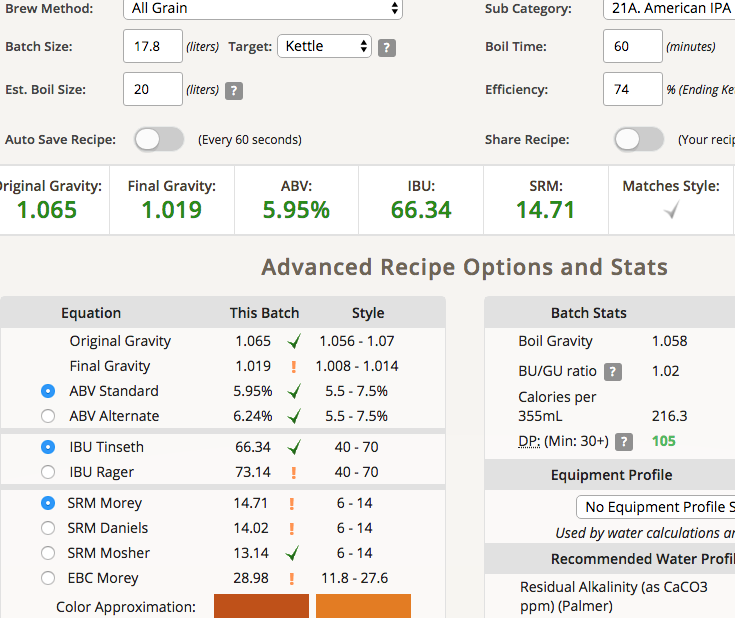 Brew Method: All Grain Sub Category: 21A. American IPA
Batch Size: 17.8 (liters) Target: Kettle ? Boil Time: 60 (minutes)
Est. Boil Size: 20 (liters) ? Efficiency: 74 % (Ending Ke
Auto Save Recipe: (Every 60 seconds) Share Recipe: (Your recip
riginal Gravity: Final Gravity: ABV: IBU: SRM: Matches Style:
1.065 1.019 5.95% 66.34 14.71
Advanced Recipe Options and Stats
Equation This Batch Style Batch Stats
Original Gravity 1.065 1.056 - 1.07 Boil Gravity 1.058
Final Gravity 1.019 ! 1.008 - 1.014 BU/GU ratio ? 1.02
ABV Standard 5.95% 5.5 - 7.5% Calories per
ABV Alternate 6.24% 5.5 - 7.5% 355mL 216.3
IBU Tinseth 66.34 40 - 70 DP: (Min: 30+) ? 105
IBU Rager 73.14 ! 40 - 70 Equipment Profile
SRM Morey 14.71 ! 6 - 14 No Equipment Profile S
SRM Daniels 14.02 ! 6 - 14 Used by water calculations a
SRM Mosher 13.14 6 - 14 Recommended Water Profil
EBC Morey 28.98 ! 11.8 - 27.6 Residual Alkalinity (as CaCO3
Color Approximation: ppm) (Palmer)